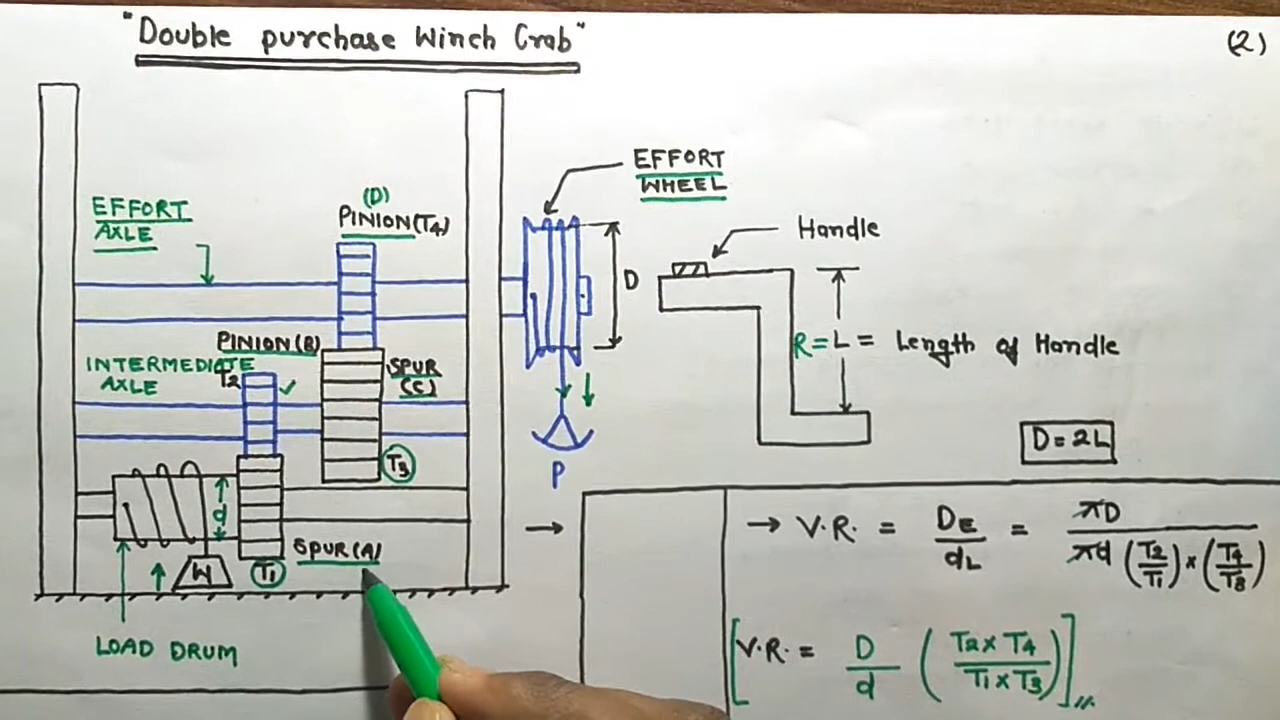 "Double purchase Winch Crab"
(2)
EFFORT
WHEEL
EFFORT
AXLE
(D)
PINION(T4)
Handle
D
PINION(B)
INTERMEDIATE
AXLE
T2
SPUR
(C)
R=L= Length of Handle
P
T3
D=2L
d
SPUR(A)
W
T1
LOAD DRUM
→ V.R. = DE/dL = πD/πd (T2/T1)×(T4/T3)
[V.R. = D/d (T2×T4/T1×T3)]